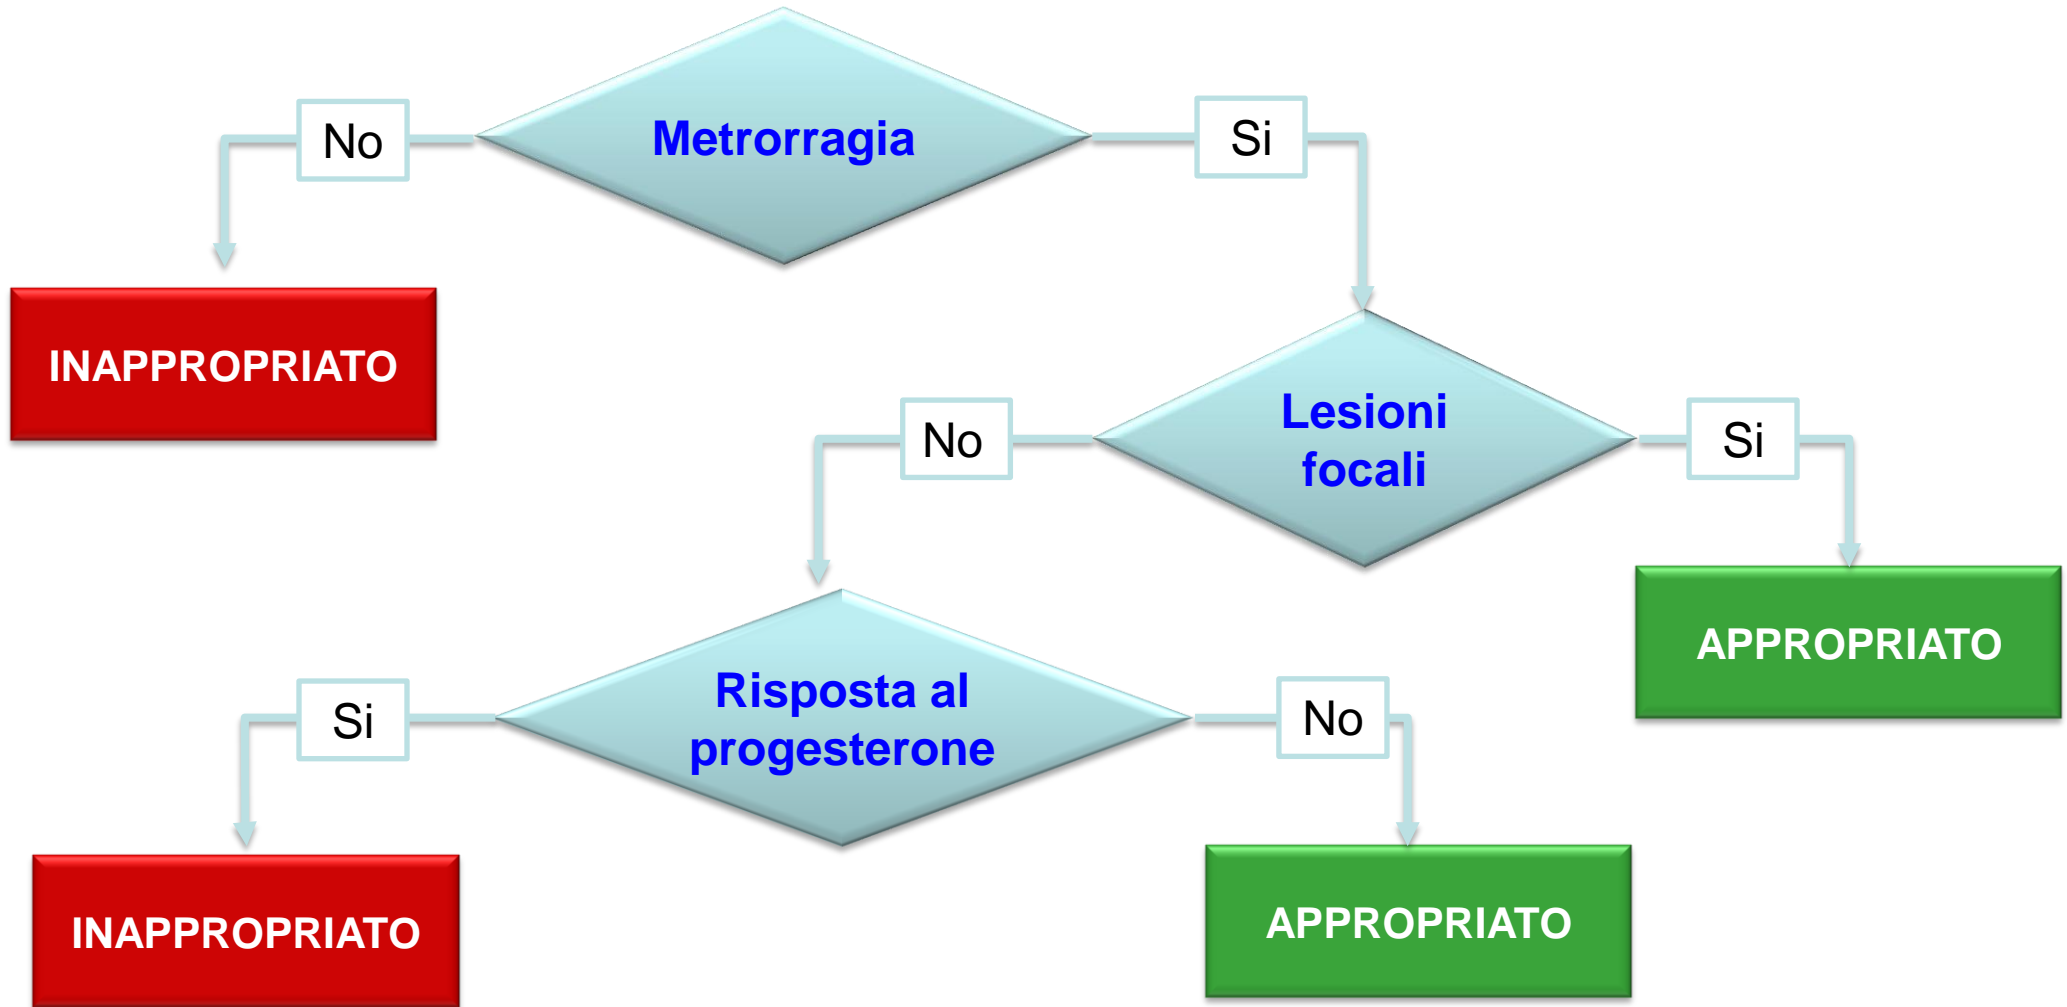 No
Metrorragia
Si
INAPPROPRIATO
No
Lesioni
focali
Si
APPROPRIATO
Si
Risposta al
progesterone
No
INAPPROPRIATO
APPROPRIATO